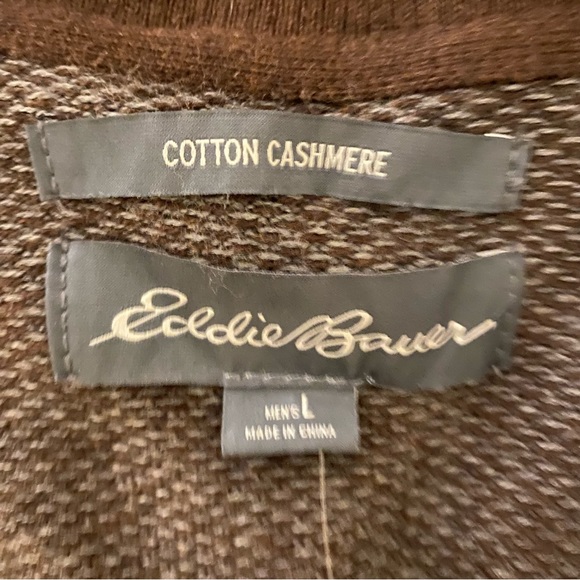 COTTON CASHMERE
Eddie Bauer
MEN'S L
MADE IN CHINA